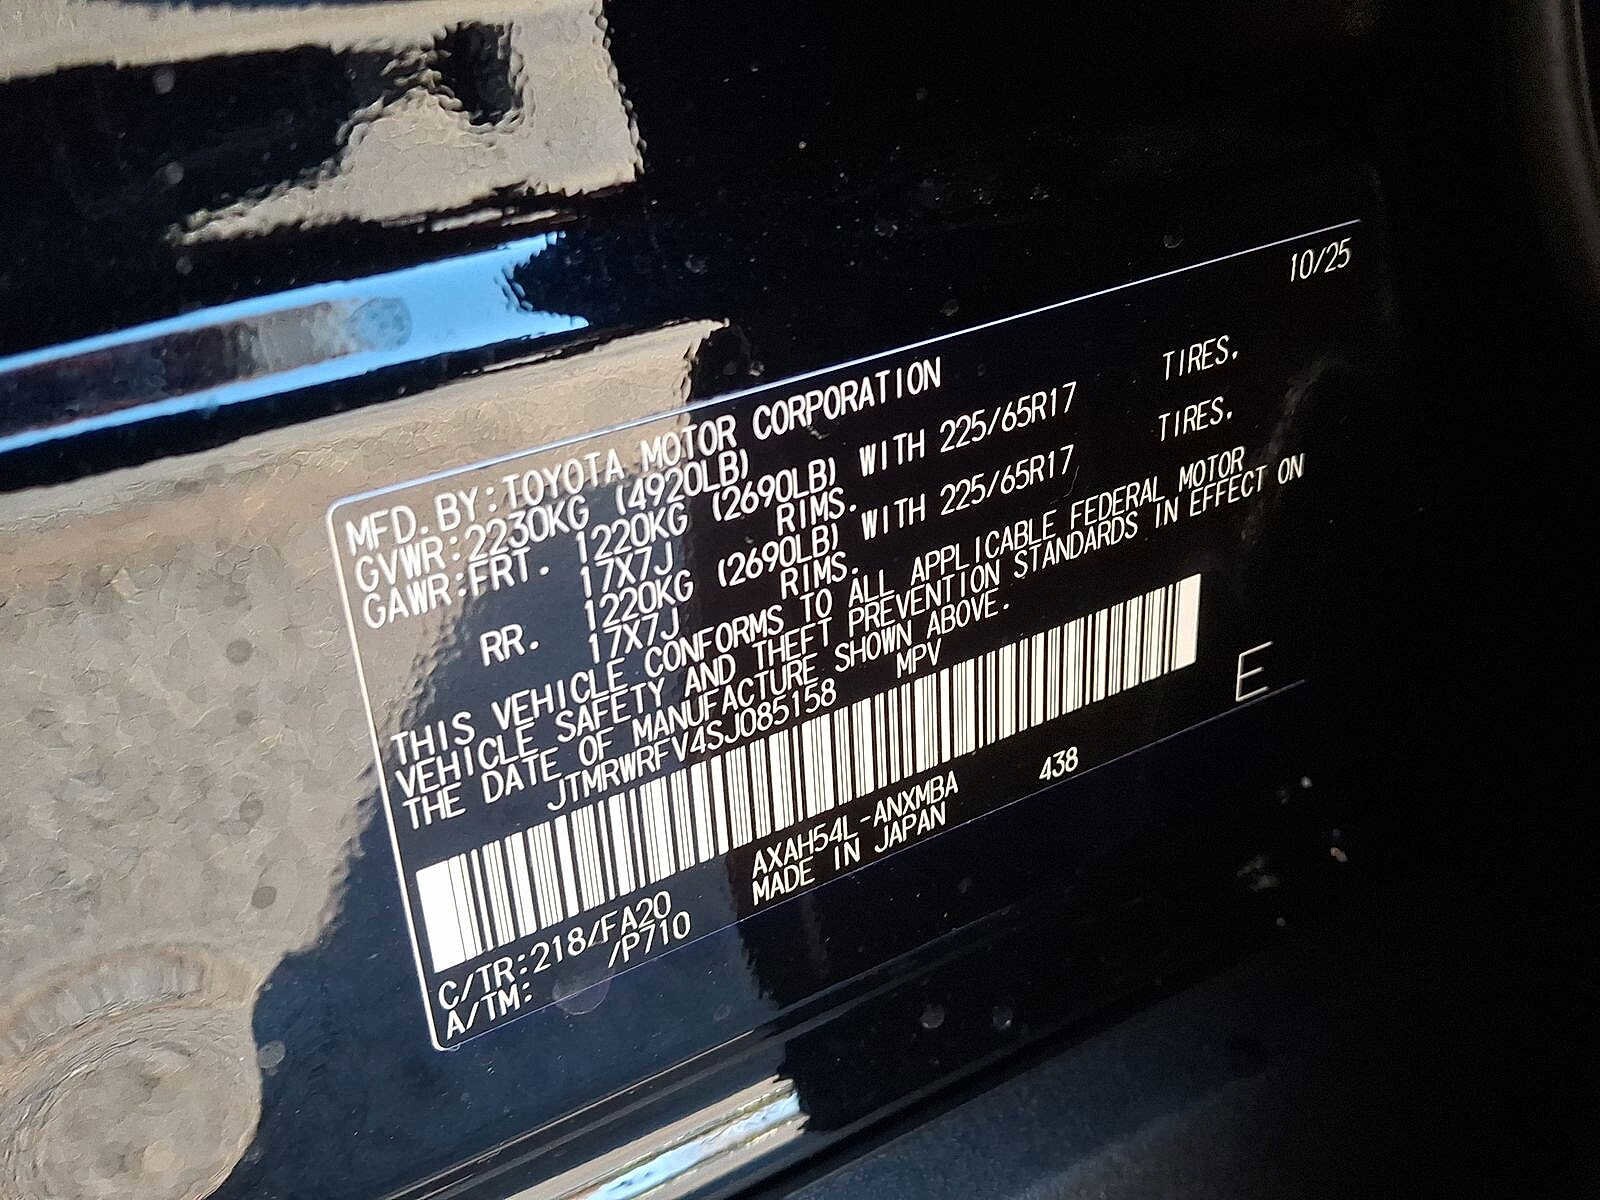 10/25
MFD. BY: TOYOTA MOTOR CORPORATION
GVWR: 2230KG (4920LB)
GAWR: FRT. 1220KG (2690LB) WITH 225/65R17 TIRES,
17X7J RIMS.
RR. 1220KG (2690LB) WITH 225/65R17 TIRES,
17X7J RIMS.
THIS VEHICLE CONFORMS TO ALL APPLICABLE FEDERAL MOTOR
VEHICLE SAFETY AND THEFT PREVENTION STANDARDS IN EFFECT ON
THE DATE OF MANUFACTURE SHOWN ABOVE.
JTMRWRFV4SJ085158 MPV
E
C/TR: 218/FA20 AXAH54L-ANXMBA 438
A/TM: /P710 MADE IN JAPAN